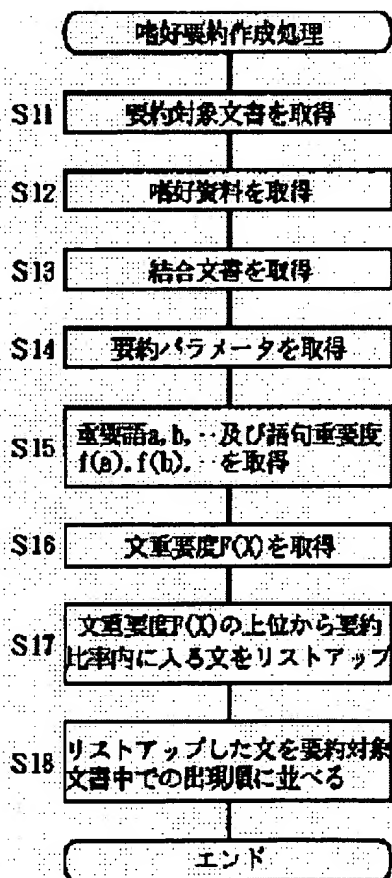 嗜好要約作成処理
S11 要約対象文書を取得
S12 嗜好資料を取得
S13 結合文書を取得
S14 要約パラメータを取得
S15 重要語a, b, ‥及び語句重要度
f(a), f(b), ‥を取得
S16 文重要度F(X)を取得
S17 文重要度F(X)の上位から要約
比率内に入る文をリストアップ
S18 リストアップした文を要約対象
文書中での出現順に並べる
エンド